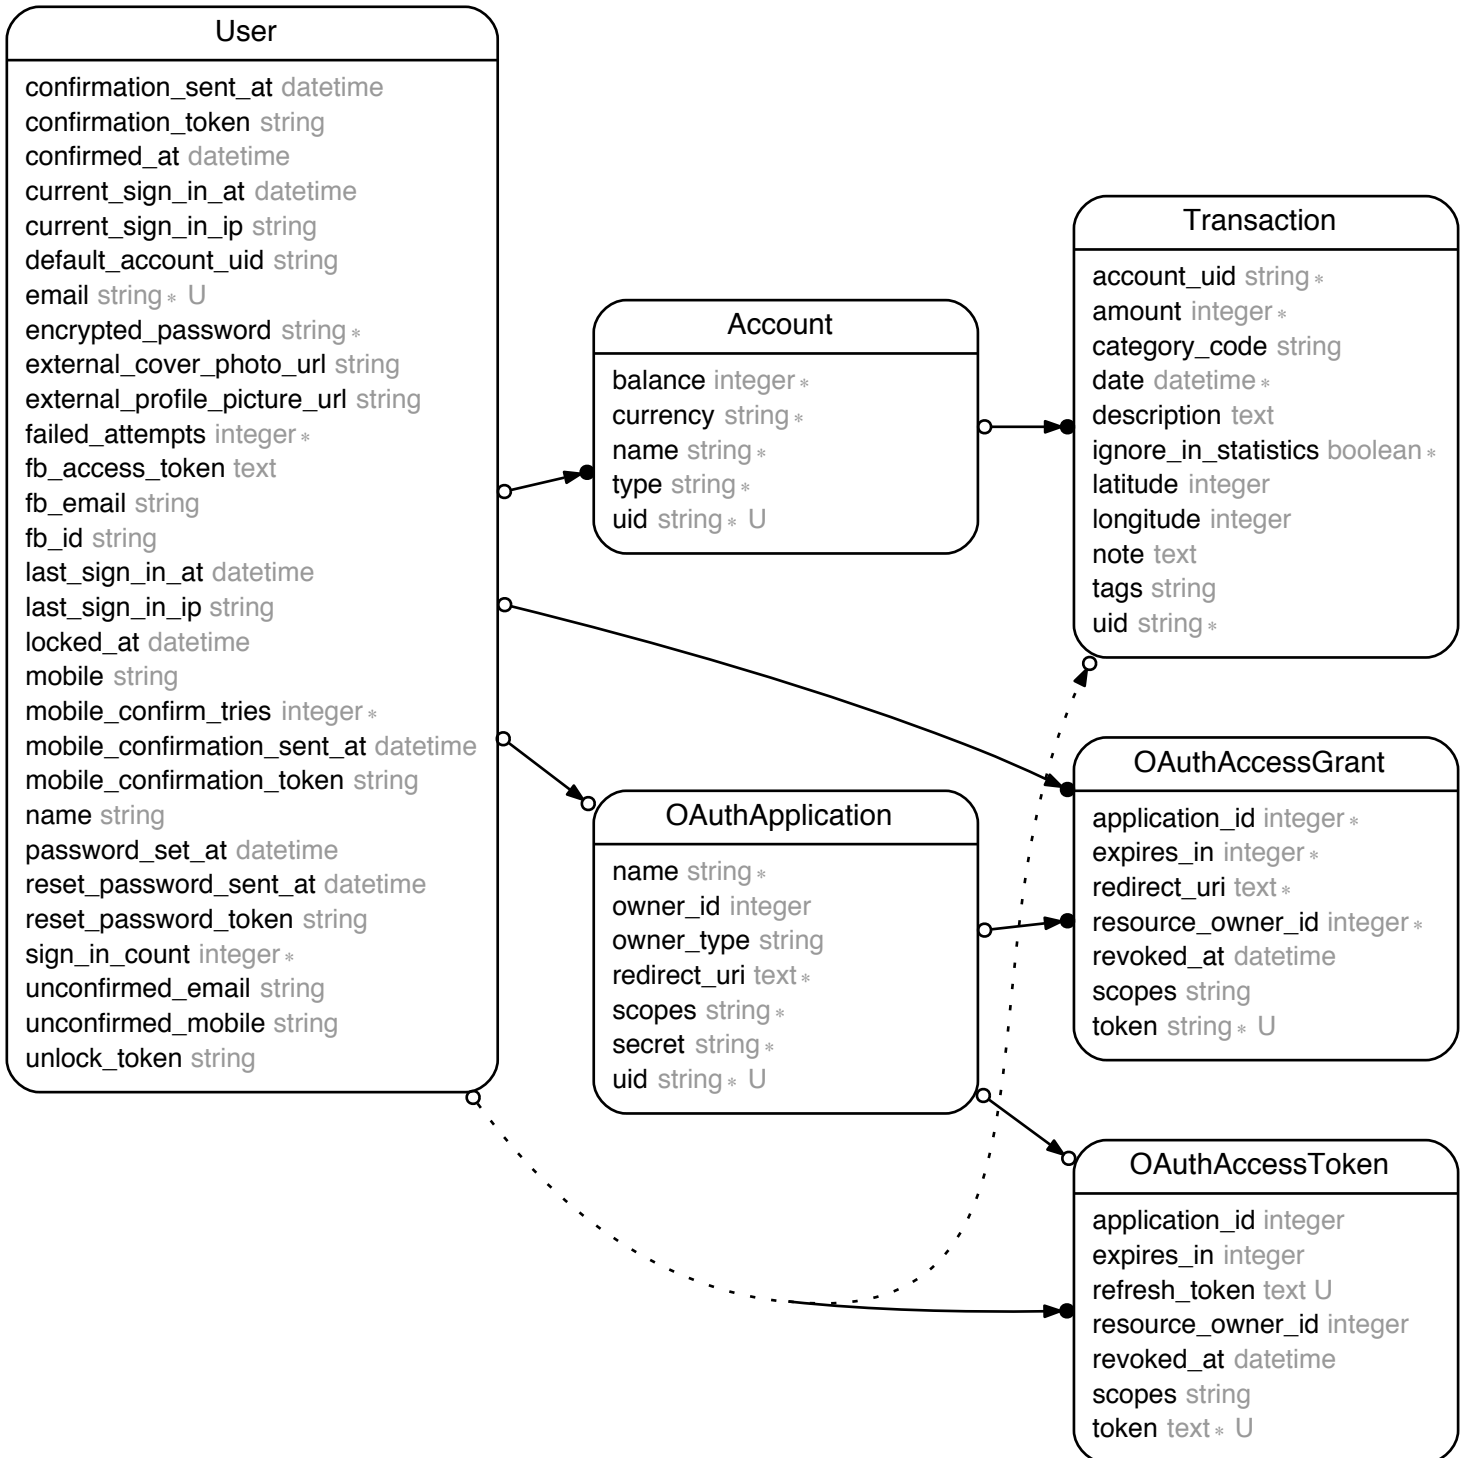 User
confirmation_sent_at datetime
confirmation_token string
confirmed_at datetime
current_sign_in_at datetime
current_sign_in_ip string
default_account_uid string
email string* U
encrypted_password string*
external_cover_photo_url string
external_profile_picture_url string
failed_attempts integer*
fb_access_token text
fb_email string
fb_id string
last_sign_in_at datetime
last_sign_in_ip string
locked_at datetime
mobile string
mobile_confirm_tries integer*
mobile_confirmation_sent_at datetime
mobile_confirmation_token string
name string
password_set_at datetime
reset_password_sent_at datetime
reset_password_token string
sign_in_count integer*
unconfirmed_email string
unconfirmed_mobile string
unlock_token string
Account
balance integer*
currency string*
name string*
type string*
uid string* U
OAuthApplication
name string*
owner_id integer
owner_type string
redirect_uri text*
scopes string*
secret string*
uid string* U
Transaction
account_uid string*
amount integer*
category_code string
date datetime*
description text
ignore_in_statistics boolean*
latitude integer
longitude integer
note text
tags string
uid string*
OAuthAccessGrant
application_id integer*
expires_in integer*
redirect_uri text*
resource_owner_id integer*
revoked_at datetime
scopes string
token string* U
OAuthAccessToken
application_id integer
expires_in integer
refresh_token text U
resource_owner_id integer
revoked_at datetime
scopes string
token text* U